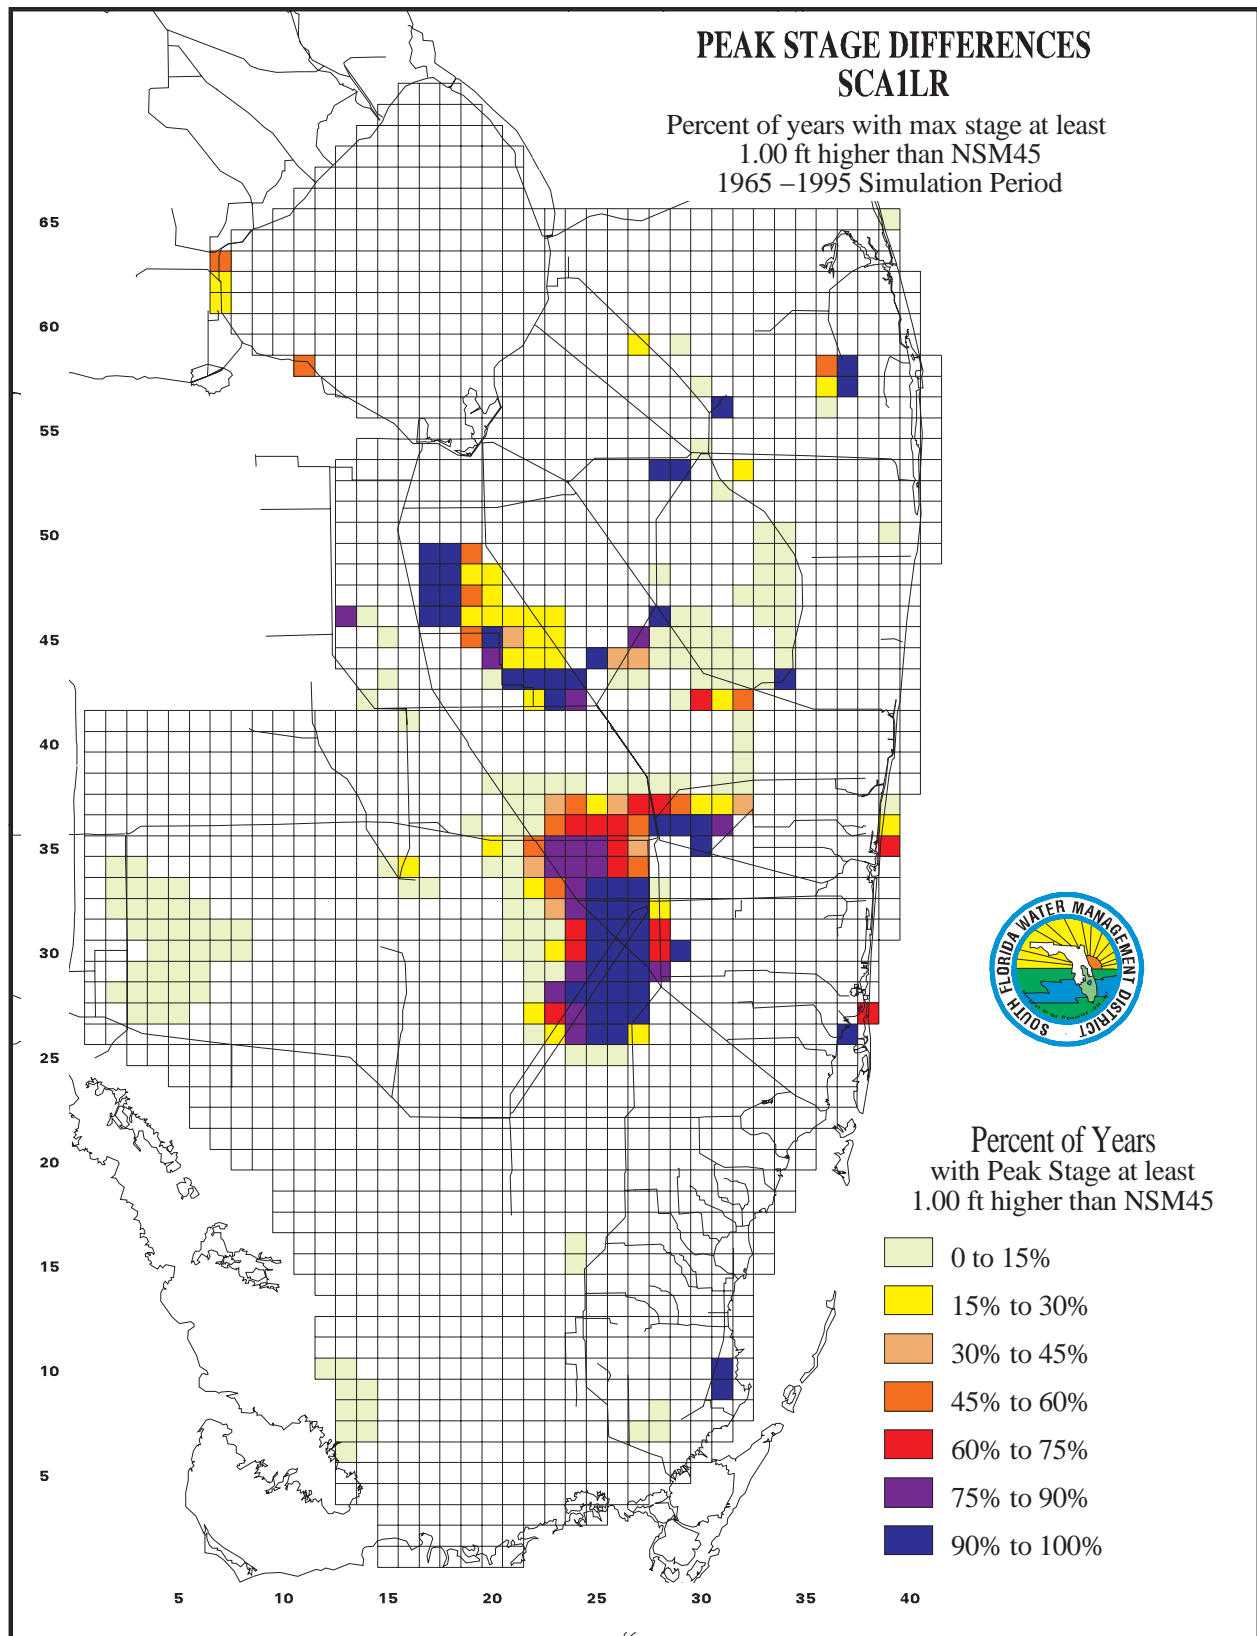 PEAK STAGE DIFFERENCES
SCA1LR
Percent of years with max stage at least
1.00 ft higher than NSM45
1965 –1995 Simulation Period
65
60
55
50
45
40
35
30
25
20
15
10
5
5 10 15 20 25 30 35 40
SOUTH FLORIDA WATER MANAGEMENT DISTRICT
Percent of Years
with Peak Stage at least
1.00 ft higher than NSM45
0 to 15%
15% to 30%
30% to 45%
45% to 60%
60% to 75%
75% to 90%
90% to 100%